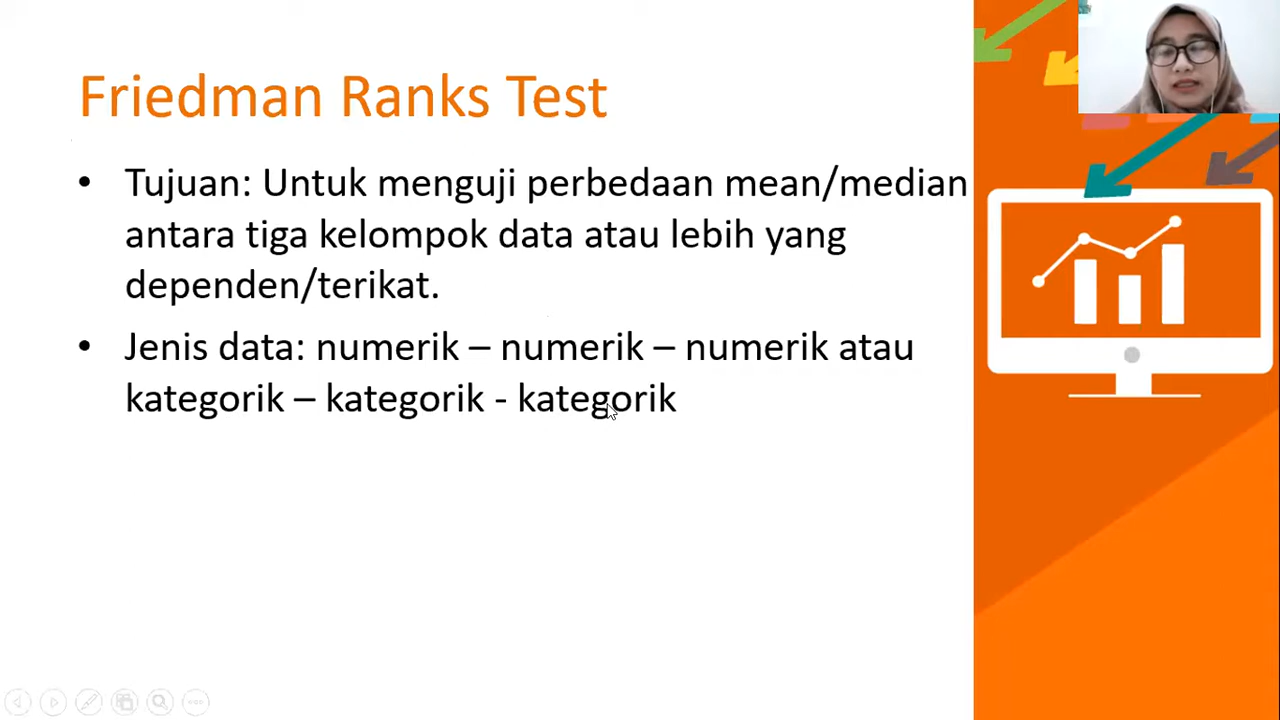 Friedman Ranks Test
• Tujuan: Untuk menguji perbedaan mean/median
antara tiga kelompok data atau lebih yang
dependen/terikat.
• Jenis data: numerik – numerik – numerik atau
kategorik – kategorik - kategorik